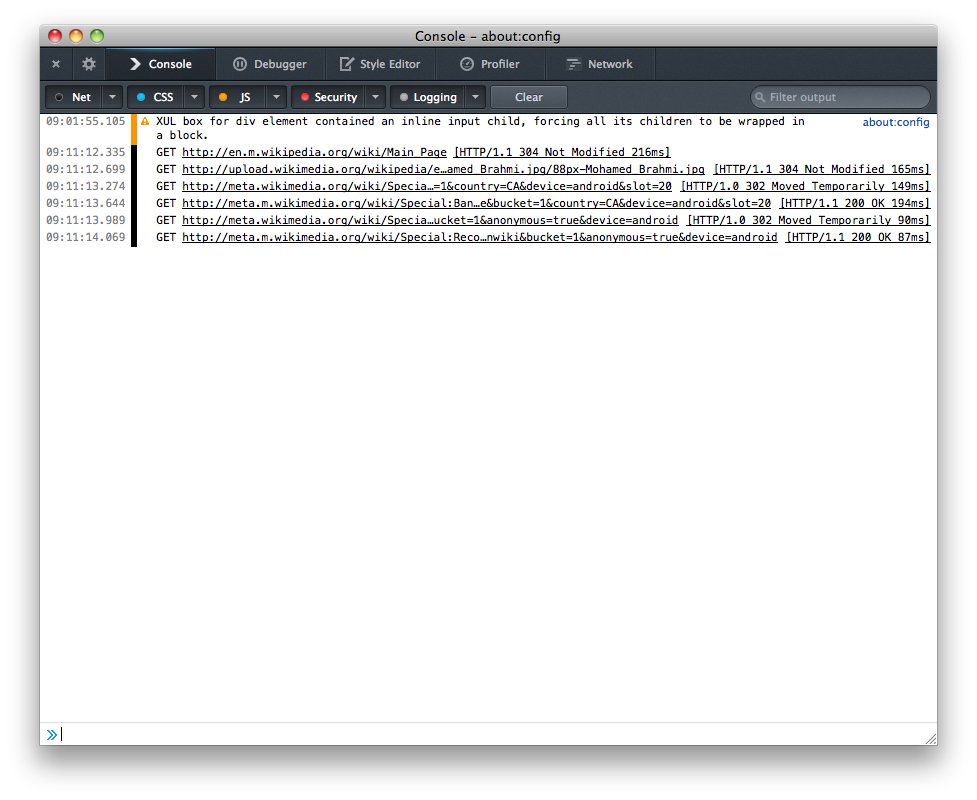 Console – about:config
Console Debugger Style Editor Profiler Network
Net CSS JS Security Logging Clear Filter output
09:01:55.105 XUL box for div element contained an inline input child, forcing all its children to be wrapped in about:config
a block.
09:11:12.335 GET http://en.m.wikipedia.org/wiki/Main_Page [HTTP/1.1 304 Not Modified 216ms]
09:11:12.699 GET http://upload.wikimedia.org/wikipedia/e…amed_Brahmi.jpg/88px-Mohamed_Brahmi.jpg [HTTP/1.1 304 Not Modified 165ms]
09:11:13.274 GET http://meta.m.wikimedia.org/wiki/Specia…=1&country=CA&device=android&slot=20 [HTTP/1.0 302 Moved Temporarily 149ms]
09:11:13.644 GET http://meta.m.wikimedia.org/wiki/Special:Ban…e&bucket=1&country=CA&device=android&slot=20 [HTTP/1.1 200 OK 194ms]
09:11:13.989 GET http://meta.m.wikimedia.org/wiki/Specia…ucket=1&anonymous=true&device=android [HTTP/1.0 302 Moved Temporarily 90ms]
09:11:14.069 GET http://meta.m.wikimedia.org/wiki/Special:Reco…nwiki&bucket=1&anonymous=true&device=android [HTTP/1.1 200 OK 87ms]